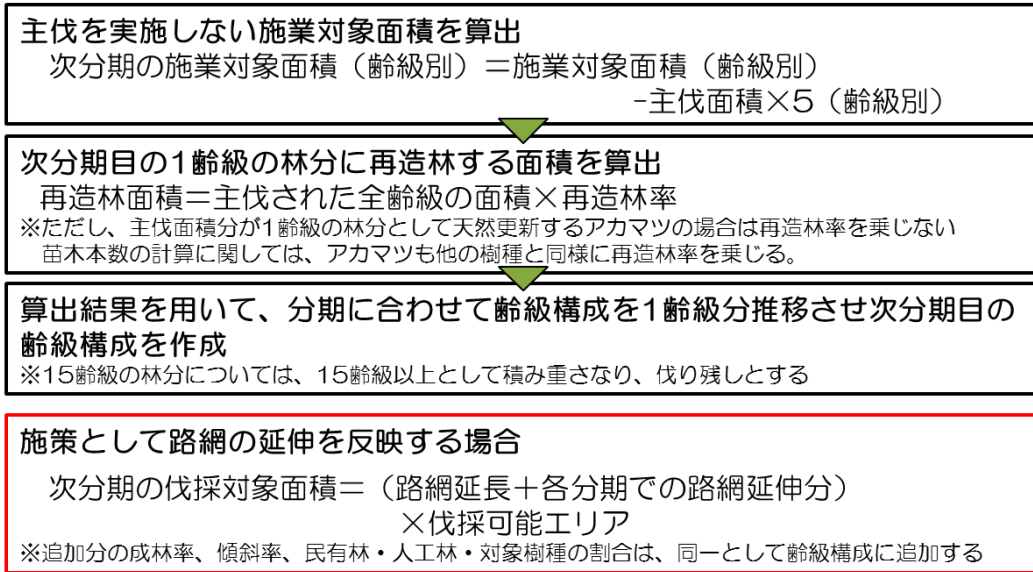 主伐を実施しない施業対象面積を算出
次分期の施業対象面積（齢級別）＝施業対象面積（齢級別）
-主伐面積×５（齢級別）
次分期目の1齢級の林分に再造林する面積を算出
再造林面積＝主伐された全齢級の面積×再造林率
※ただし、主伐面積分が1齢級の林分として天然更新するアカマツの場合は再造林率を乗じない
苗木本数の計算に関しては、アカマツも他の樹種と同様に再造林率を乗じる。
算出結果を用いて、分期に合わせて齢級構成を1齢級分推移させ次分期目の
齢級構成を作成
※15齢級の林分については、15齢級以上として積み重さなり、伐り残しとする
施策として路網の延伸を反映する場合
次分期の伐採対象面積＝（路網延長＋各分期での路網延伸分）
×伐採可能エリア
※追加分の成林率、傾斜率、民有林・人工林・対象樹種の割合は、同一として齢級構成に追加する